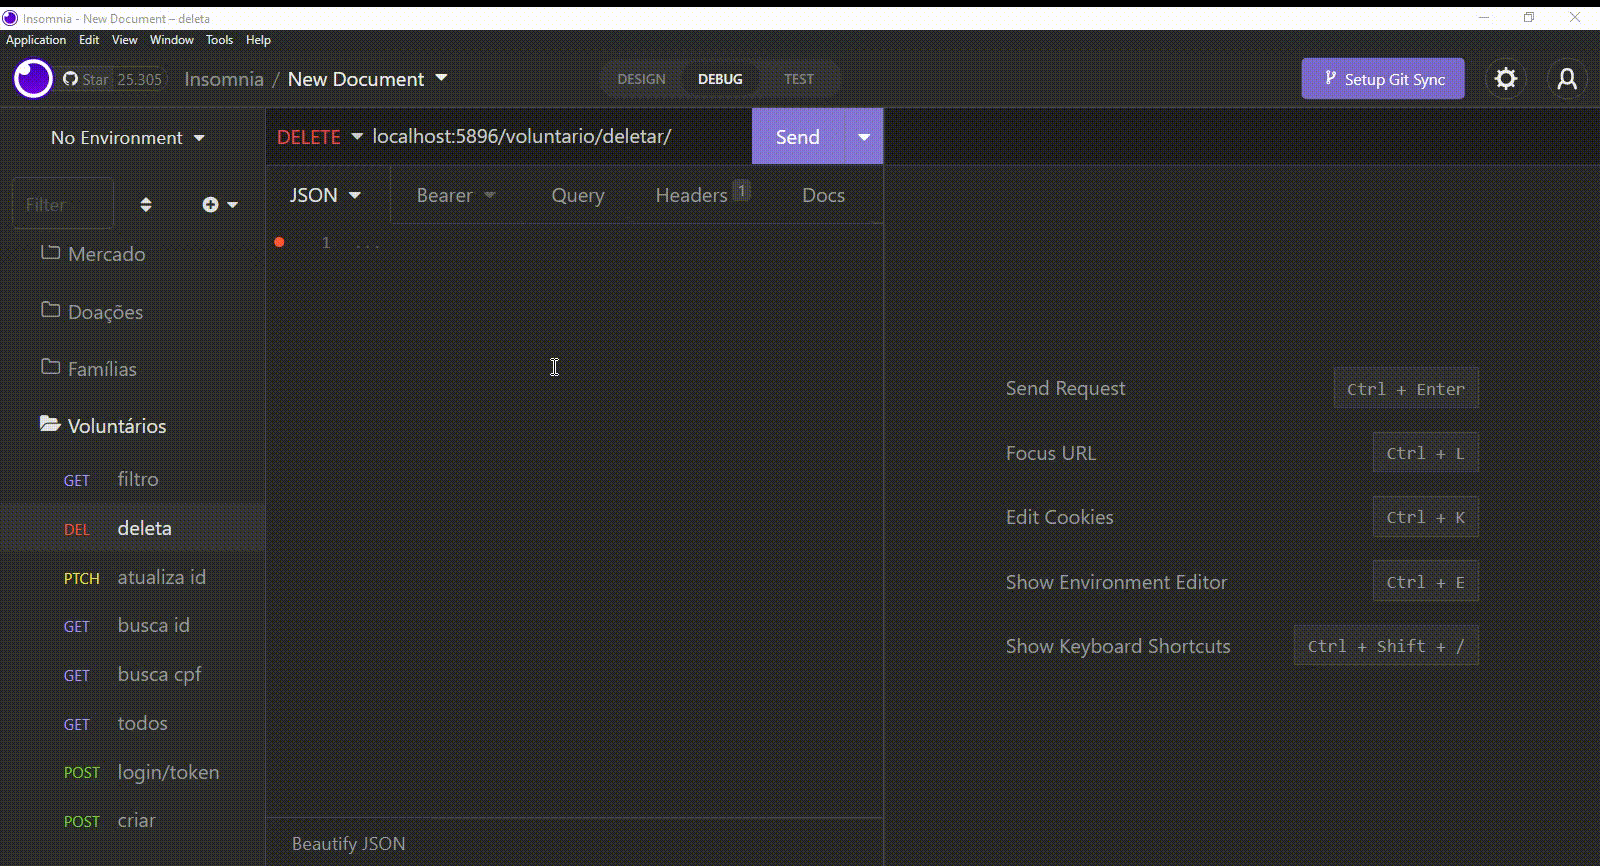 Insomnia - New Document – deleta
Application Edit View Window Tools Help
Star 25.305 Insomnia / New Document DESIGN DEBUG TEST Setup Git Sync
No Environment
DELETE localhost:5896/voluntario/deletar/ Send
JSON Bearer Query Headers 1 Docs
Filter
1 ...
Mercado
Doações
Famílias
Voluntários
GET filtro
DEL deleta
PTCH atualiza id
GET busca id
GET busca cpf
GET todos
POST login/token
POST criar
Send Request Ctrl + Enter
Focus URL Ctrl + L
Edit Cookies Ctrl + K
Show Environment Editor Ctrl + E
Show Keyboard Shortcuts Ctrl + Shift + /
Beautify JSON